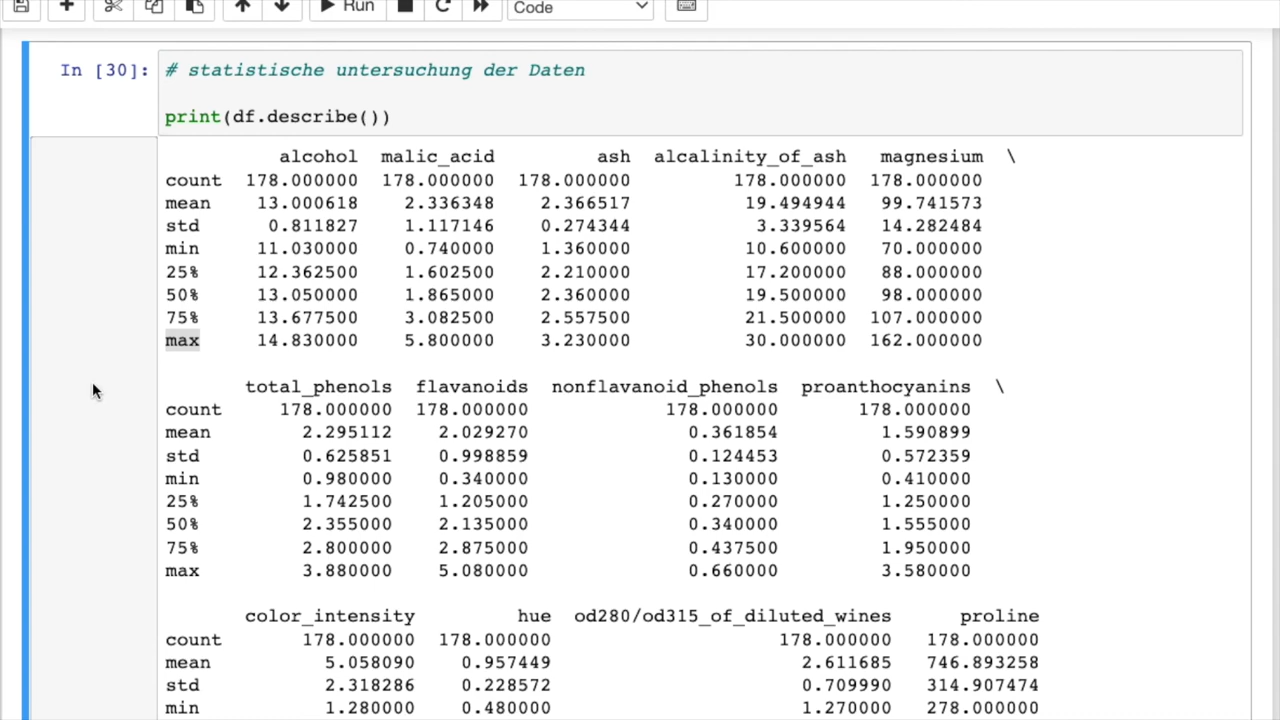 Run Code
In [30]: # statistische untersuchung der Daten
print(df.describe())
alcohol malic_acid ash alcalinity_of_ash magnesium \
count 178.000000 178.000000 178.000000 178.000000 178.000000
mean 13.000618 2.336348 2.366517 19.494944 99.741573
std 0.811827 1.117146 0.274344 3.339564 14.282484
min 11.030000 0.740000 1.360000 10.600000 70.000000
25% 12.362500 1.602500 2.210000 17.200000 88.000000
50% 13.050000 1.865000 2.360000 19.500000 98.000000
75% 13.677500 3.082500 2.557500 21.500000 107.000000
max 14.830000 5.800000 3.230000 30.000000 162.000000
total_phenols flavanoids nonflavanoid_phenols proanthocyanins \
count 178.000000 178.000000 178.000000 178.000000
mean 2.295112 2.029270 0.361854 1.590899
std 0.625851 0.998859 0.124453 0.572359
min 0.980000 0.340000 0.130000 0.410000
25% 1.742500 1.205000 0.270000 1.250000
50% 2.355000 2.135000 0.340000 1.555000
75% 2.800000 2.875000 0.437500 1.950000
max 3.880000 5.080000 0.660000 3.580000
color_intensity hue od280/od315_of_diluted_wines proline
count 178.000000 178.000000 178.000000 178.000000
mean 5.058090 0.957449 2.611685 746.893258
std 2.318286 0.228572 0.709990 314.907474
min 1.280000 0.480000 1.270000 278.000000